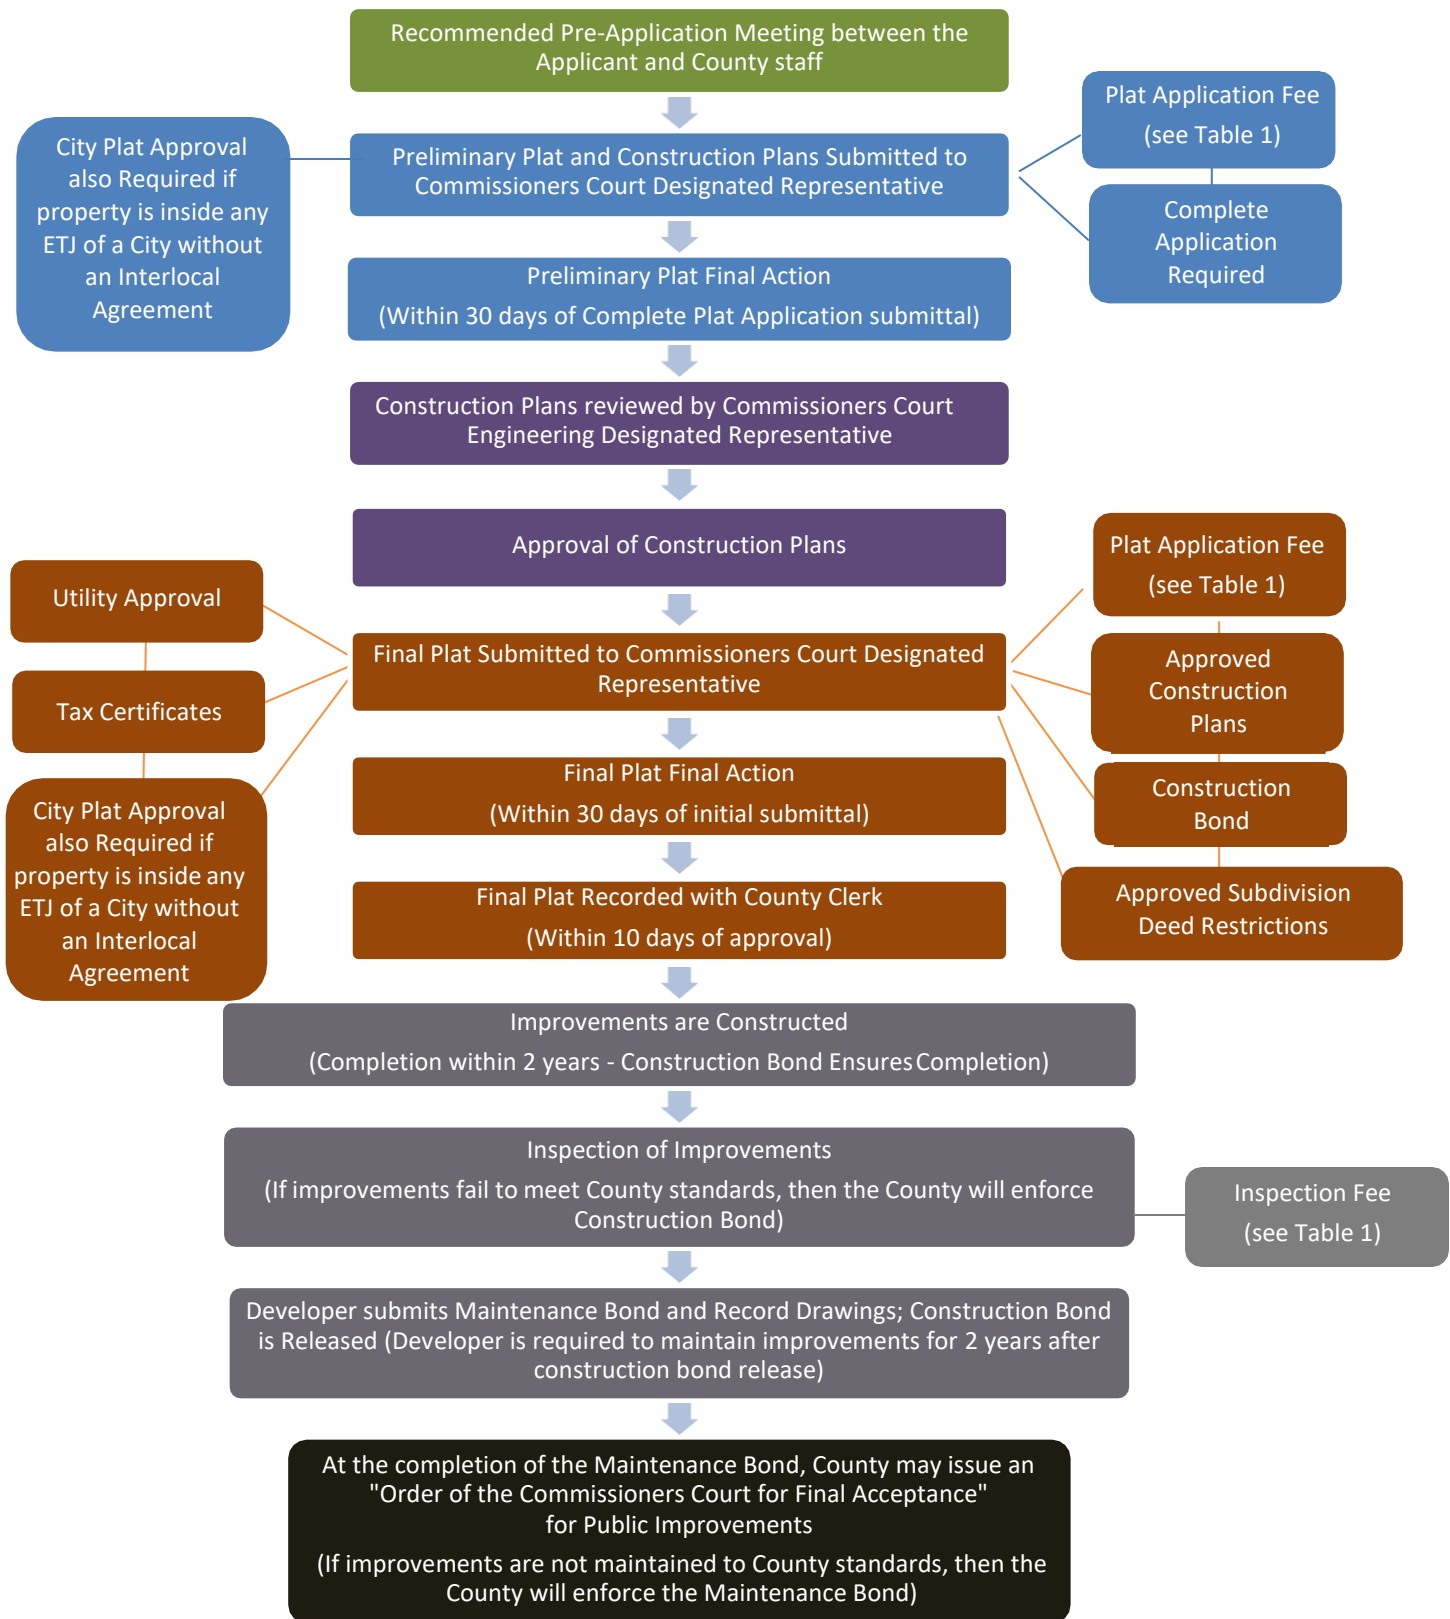 Recommended Pre-Application Meeting between the
Applicant and County staff
Plat Application Fee
(see Table 1)
City Plat Approval
also Required if
property is inside any
ETJ of a City without
an Interlocal
Agreement
Preliminary Plat and Construction Plans Submitted to
Commissioners Court Designated Representative
Complete
Application
Required
Preliminary Plat Final Action
(Within 30 days of Complete Plat Application submittal)
Construction Plans reviewed by Commissioners Court
Engineering Designated Representative
Approval of Construction Plans
Plat Application Fee
(see Table 1)
Utility Approval
Final Plat Submitted to Commissioners Court Designated
Representative
Approved
Construction
Plans
Tax Certificates
Final Plat Final Action
(Within 30 days of initial submittal)
Construction
Bond
City Plat Approval
also Required if
property is inside any
ETJ of a City without
an Interlocal
Agreement
Final Plat Recorded with County Clerk
(Within 10 days of approval)
Approved Subdivision
Deed Restrictions
Improvements are Constructed
(Completion within 2 years - Construction Bond Ensures Completion)
Inspection of Improvements
(If improvements fail to meet County standards, then the County will enforce
Construction Bond)
Inspection Fee
(see Table 1)
Developer submits Maintenance Bond and Record Drawings; Construction Bond
is Released (Developer is required to maintain improvements for 2 years after
construction bond release)
At the completion of the Maintenance Bond, County may issue an
"Order of the Commissioners Court for Final Acceptance"
for Public Improvements
(If improvements are not maintained to County standards, then the
County will enforce the Maintenance Bond)